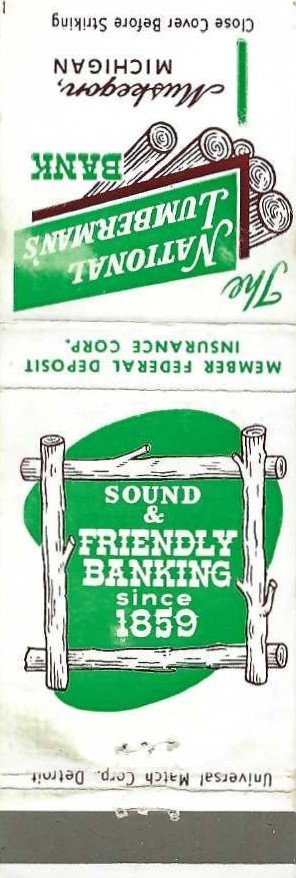 Close Cover Before Striking
The
NATIONAL
LUMBERMAN'S
BANK
Muskegon,
MICHIGAN
MEMBER FEDERAL DEPOSIT
INSURANCE CORP.
SOUND
&
FRIENDLY
BANKING
since
1859
Universal Match Corp. Detroit